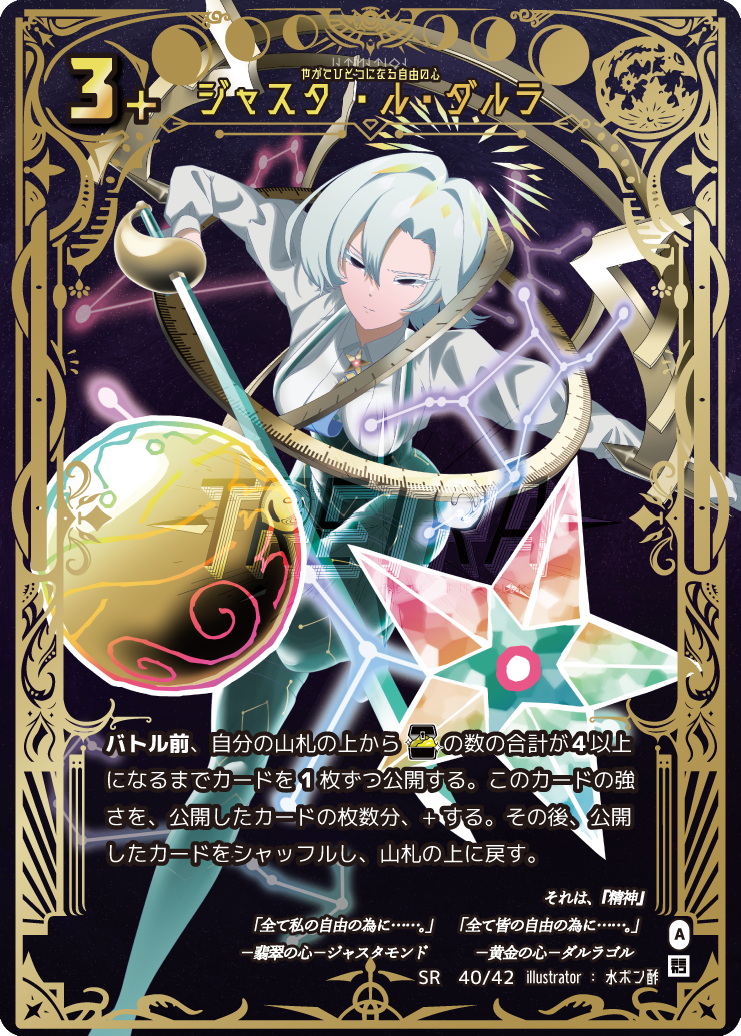 やがてひとつになる自由の心
3+ ジャスタ・ル・ダルラ
TRETRA
バトル前、自分の山札の上から の数の合計が4以上
になるまでカードを1枚ずつ公開する。このカードの強
さを、公開したカードの枚数分、+する。その後、公開
したカードをシャッフルし、山札の上に戻す。
それは、『精神』
「全て私の自由の為に……。」 「全て皆の自由の為に……。」
ー翡翠の心ージャスタモンド ー黄金の心ーダルラゴル
A
SR 40/42 illustrator : 水ポン酢